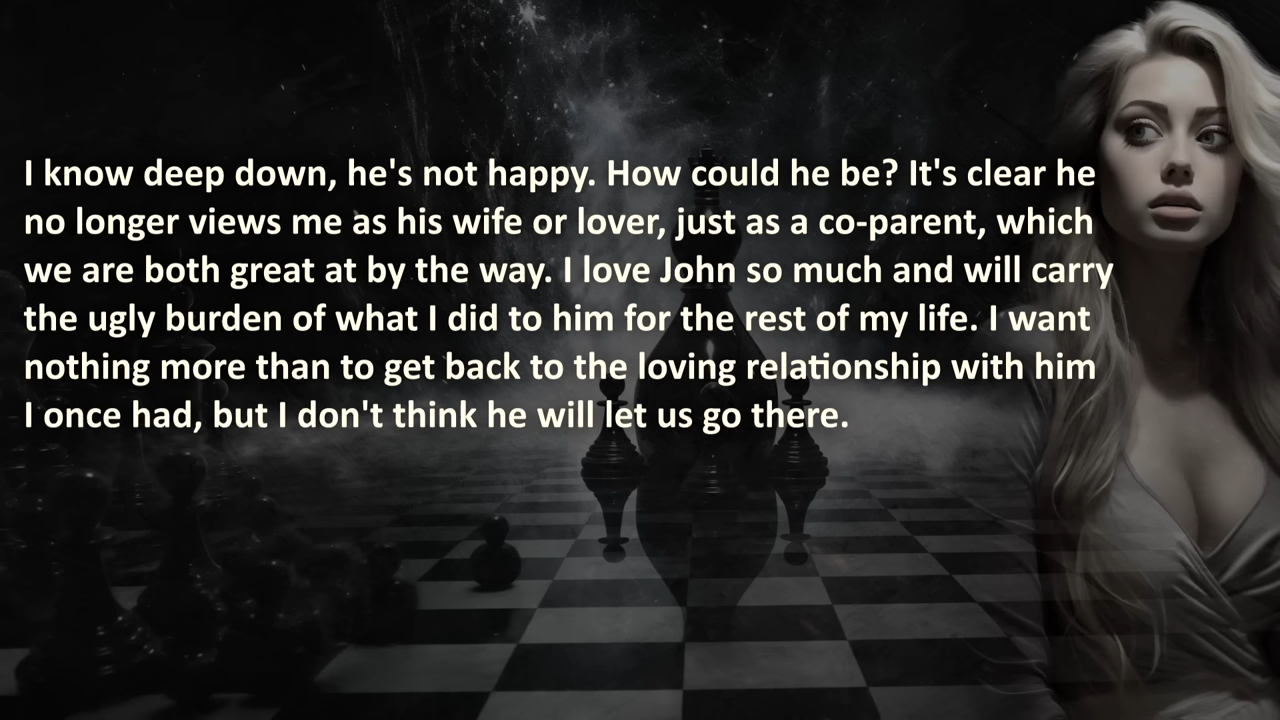 I know deep down, he's not happy. How could he be? It's clear he
no longer views me as his wife or lover, just as a co-parent, which
we are both great at by the way. I love John so much and will carry
the ugly burden of what I did to him for the rest of my life. I want
nothing more than to get back to the loving relationship with him
I once had, but I don't think he will let us go there.